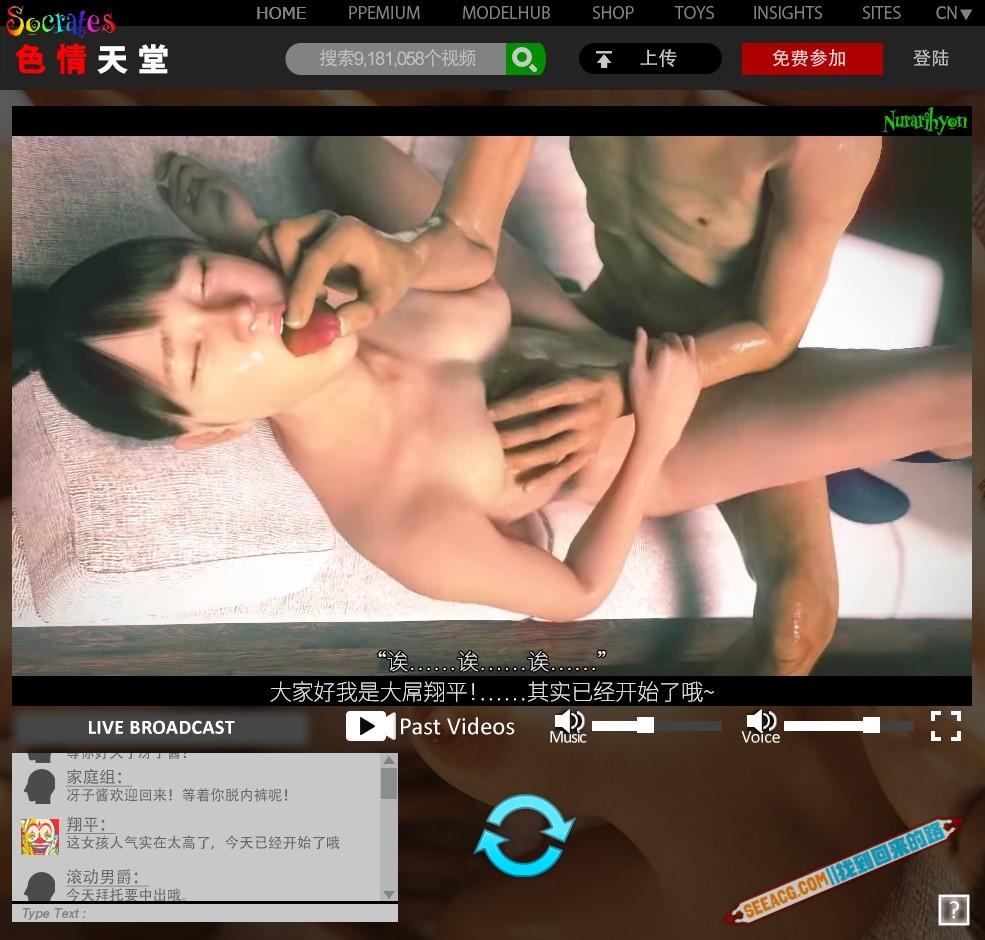 Socrates
HOME PPEMIUM MODELHUB SHOP TOYS INSIGHTS SITES CN▼
色情天堂
搜索9,181,058个视频
上传
免费参加
登陆
Nurarihyon
“诶……诶……诶……”
大家好我是大屌翔平!……其实已经开始了哦~
LIVE BROADCAST
Past Videos
Music
Voice
家庭组：
冴子酱欢迎回来！等着你脱内裤呢！
翔平：
这女孩人气实在太高了，今天已经开始了哦
滚动男爵：
今天拜托要中出哦。
Type Text :
SEEACG.COM||找到回来的路
?